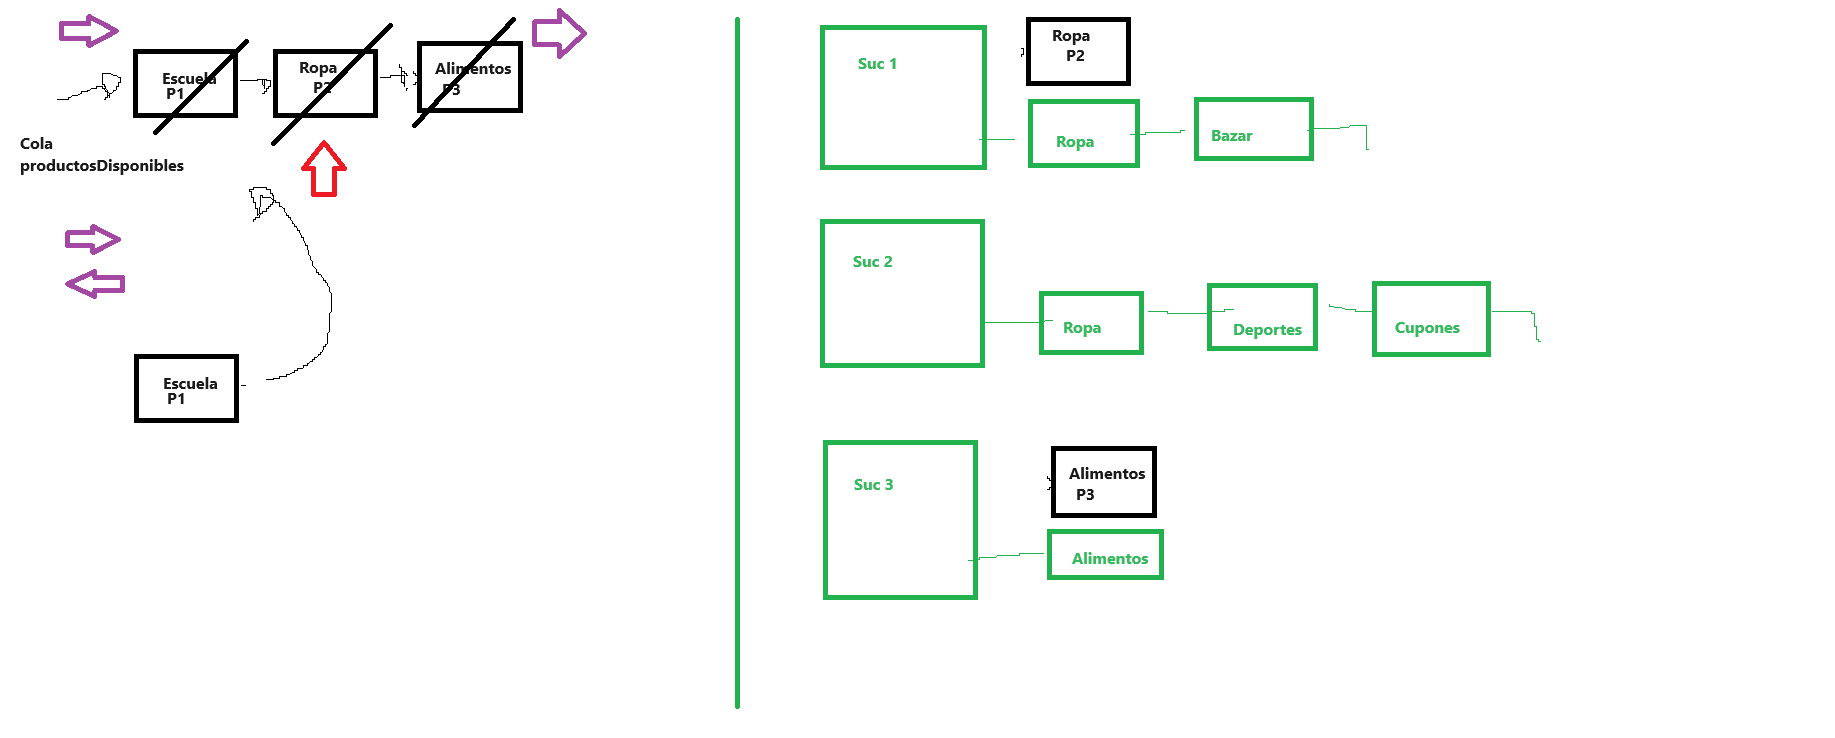 Escuela
P1
Ropa
P2
Alimentos
P3
Cola
productosDisponibles
Escuela
P1
Suc 1
Ropa
P2
Ropa
Bazar
Suc 2
Ropa
Deportes
Cupones
Suc 3
Alimentos
P3
Alimentos